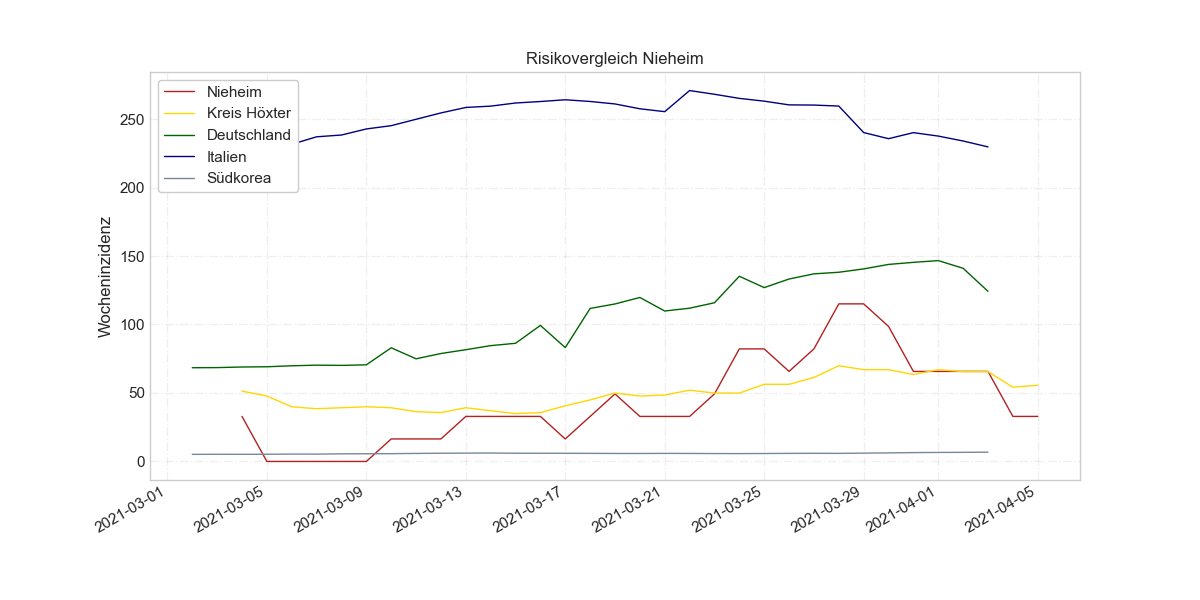 Risikovergleich Nieheim
Nieheim
Kreis Höxter
Deutschland
Italien
Südkorea
Wocheninzidenz
250
200
150
100
50
0
2021-03-01
2021-03-05
2021-03-09
2021-03-13
2021-03-17
2021-03-21
2021-03-25
2021-03-29
2021-04-01
2021-04-05